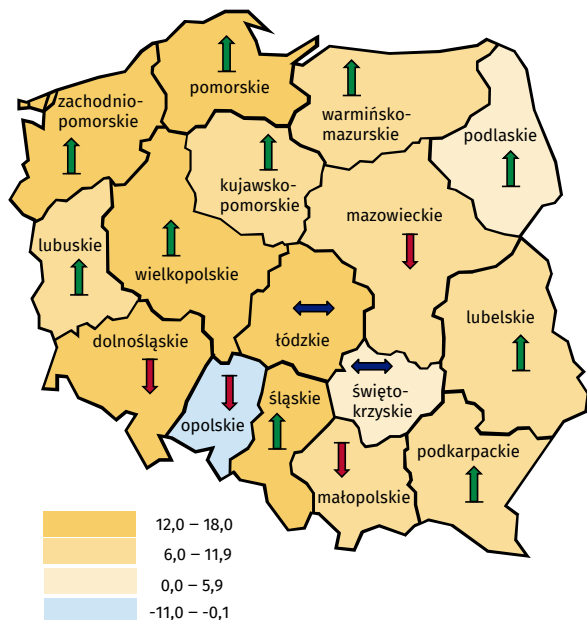 pomorskie
zachodnio-
pomorskie
warmińsko-
mazurskie
podlaskie
kujawsko-
pomorskie
mazowieckie
lubuskie
wielkopolskie
lubelskie
dolnośląskie
łódzkie
śląskie
święto-
krzyskie
opolskie
podkarpackie
małopolskie
12,0 – 18,0
6,0 – 11,9
0,0 – 5,9
-11,0 – -0,1